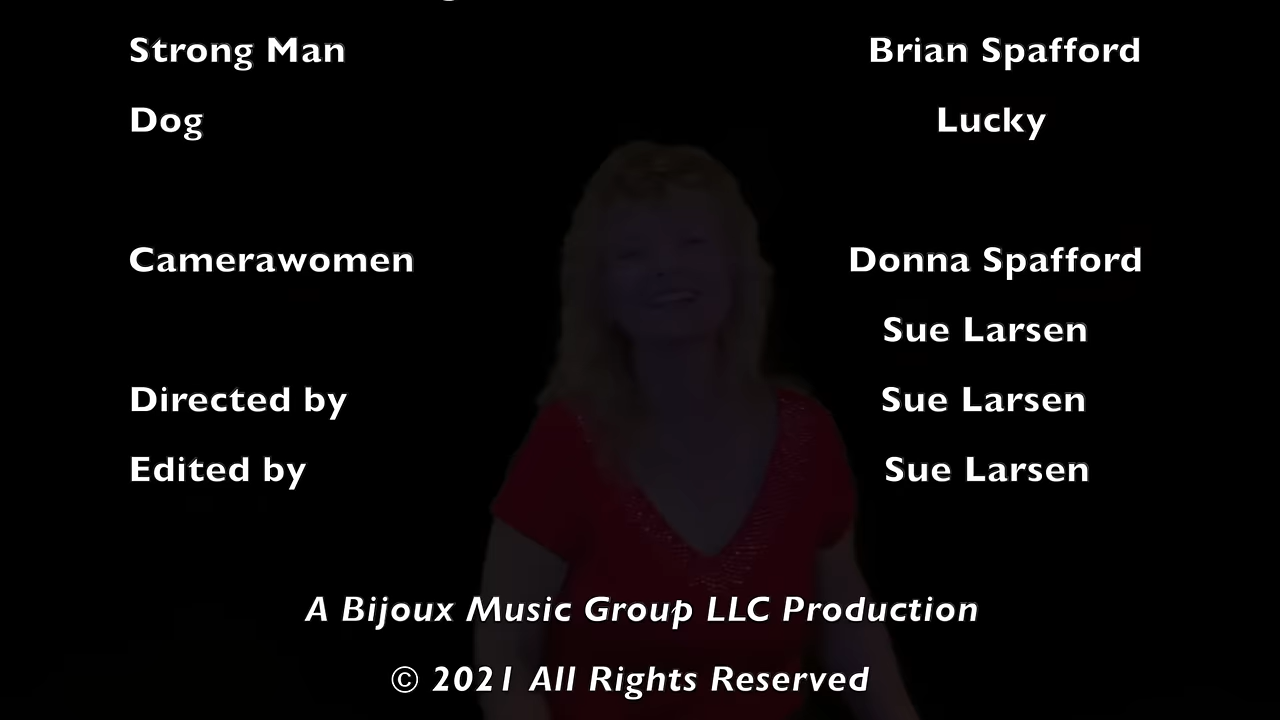 Strong Man Brian Spafford
Dog Lucky
Camerawomen Donna Spafford
Sue Larsen
Directed by Sue Larsen
Edited by Sue Larsen
A Bijoux Music Group LLC Production
© 2021 All Rights Reserved